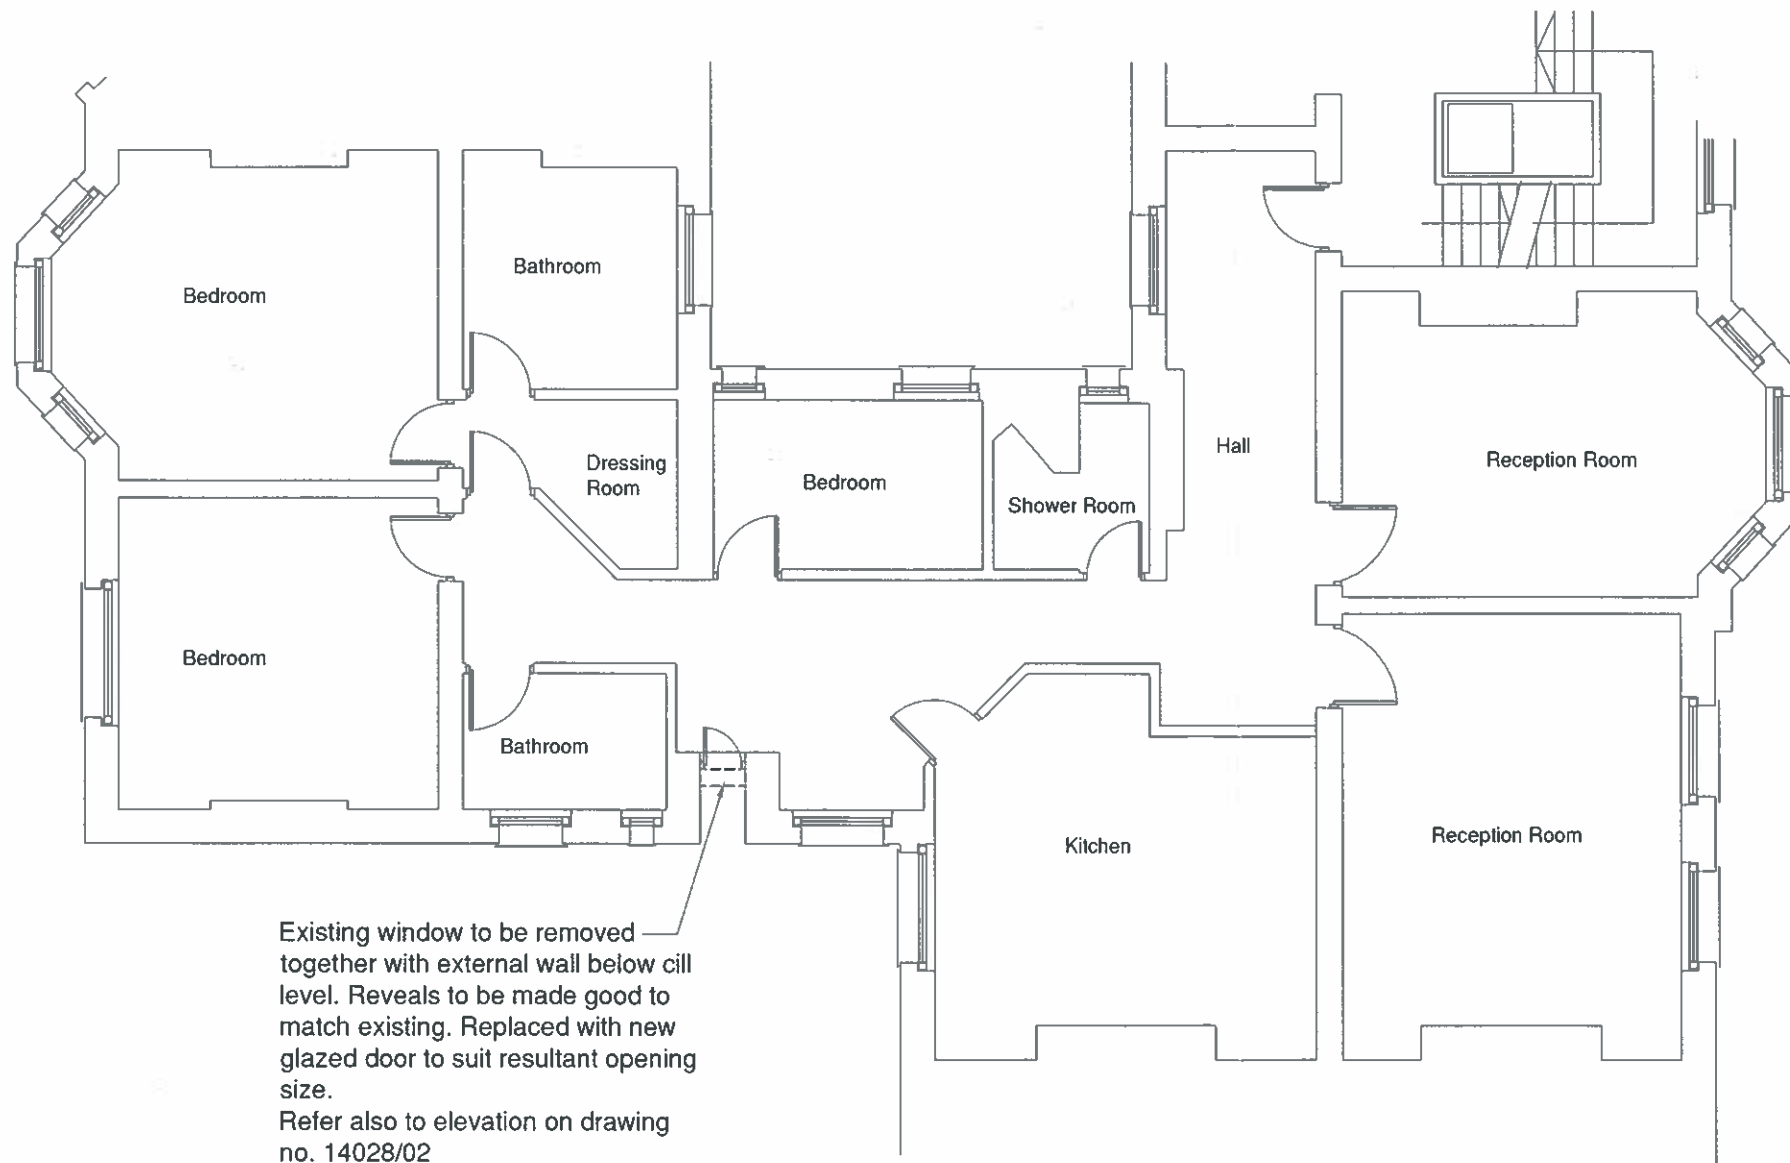 Bedroom
Bathroom
Dressing
Room
Bedroom
Shower Room
Hall
Reception Room
Bedroom
Bathroom
Kitchen
Reception Room
Existing window to be removed
together with external wall below cill
level. Reveals to be made good to
match existing. Replaced with new
glazed door to suit resultant opening
size.
Refer also to elevation on drawing
no. 14028/02